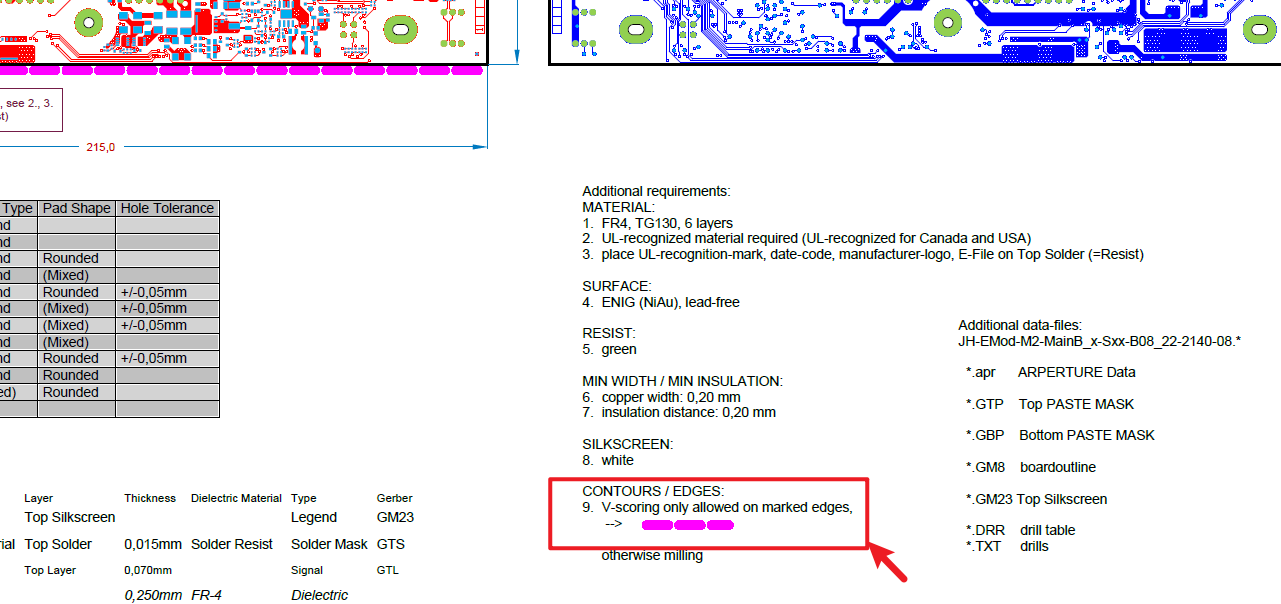 , see 2., 3.
st)
215,0
Type Pad Shape Hole Tolerance
nd
nd
nd Rounded
nd (Mixed)
nd Rounded +/-0,05mm
nd (Mixed) +/-0,05mm
nd (Mixed) +/-0,05mm
nd (Mixed)
nd Rounded +/-0,05mm
nd Rounded
ed) Rounded
Additional requirements:
MATERIAL:
1. FR4, TG130, 6 layers
2. UL-recognized material required (UL-recognized for Canada and USA)
3. place UL-recognition-mark, date-code, manufacturer-logo, E-File on Top Solder (=Resist)
SURFACE:
4. ENIG (NiAu), lead-free
RESIST:
5. green
MIN WIDTH / MIN INSULATION:
6. copper width: 0,20 mm
7. insulation distance: 0,20 mm
SILKSCREEN:
8. white
CONTOURS / EDGES:
9. V-scoring only allowed on marked edges,
-->
otherwise milling
Additional data-files:
JH-EMod-M2-MainB_x-Sxx-B08_22-2140-08.*
*.apr ARPERTURE Data
*.GTP Top PASTE MASK
*.GBP Bottom PASTE MASK
*.GM8 boardoutline
*.GM23 Top Silkscreen
*.DRR drill table
*.TXT drills
Layer Thickness Dielectric Material Type Gerber
Top Silkscreen Legend GM23
ial Top Solder 0,015mm Solder Resist Solder Mask GTS
Top Layer 0,070mm Signal GTL
0,250mm FR-4 Dielectric